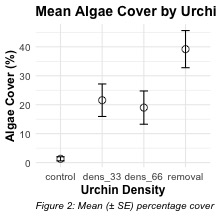 Mean Algae Cover by Urchi
Algae Cover (%)
40
30
20
10
0
control dens_33 dens_66 removal
Urchin Density
Figure 2: Mean (± SE) percentage cover